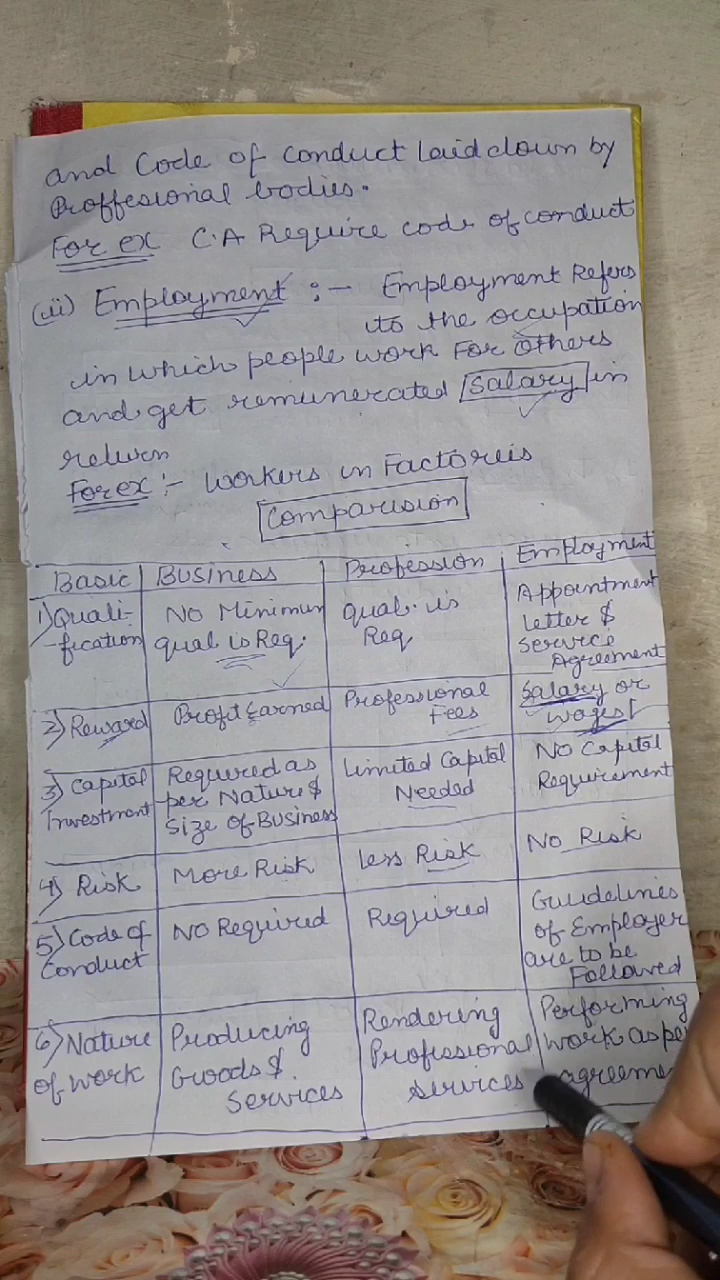 and Code of conduct laid down by
Proffesional bodies.
For ex C.A Require code of conduct
(iii) Employment :- Employment Refers
to the occupation
in which people work For others
and get remunerated Salary in
return
For ex :- workers in Factoreis
Comparision
Basic Business Profession Employment
1) Quali-
-fication
No Minimum
qual is Req.
qual. is
Req
Appointment
letter &
service
Agreement
2) Reward
Profit Earned
Professional
Fees
Salary or
wages
3) Capital
Investment
Required as
per Nature &
Size of Business
Limited Capital
Needed
No Capital
Requirement
4) Risk
More Risk
less Risk
No Risk
5) Code of
Conduct
No Required
Required
Guidelines
of Employer
are to be
Followed
6) Nature
of work
Producing
Goods &
Services
Rendering
Professional
services
Performing
work as per
agreeme